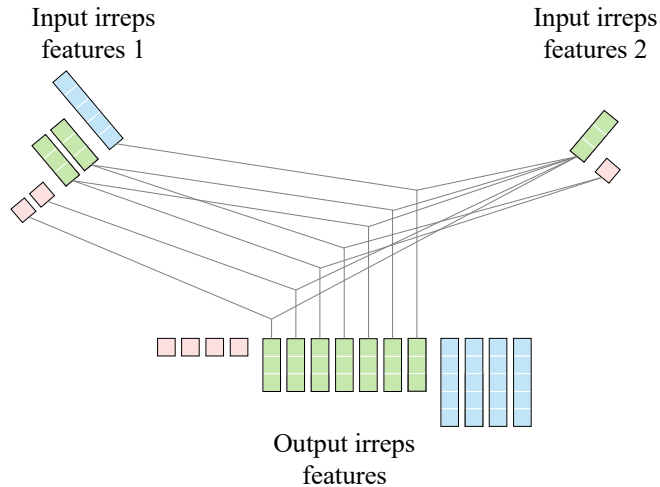 Input irreps
features 1
Input irreps
features 2
Output irreps
features